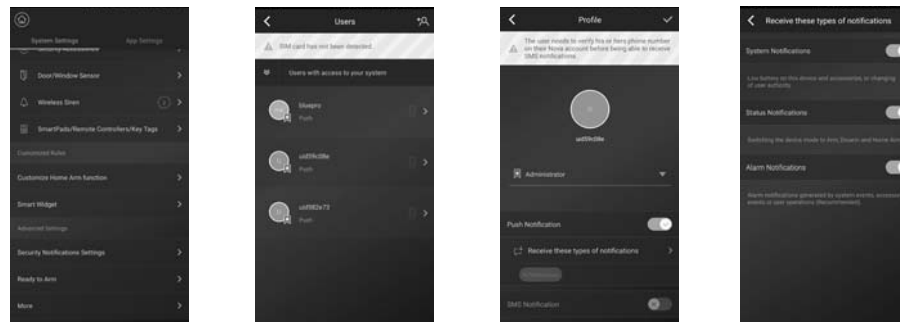 System Settings
App Settings
Door/Window Sensor
Wireless Siren
SmartPads/Remote Controllers/Key Tags
Customized Rules
Customize Home Arm function
Smart Widget
Advanced Settings
Security Notifications Settings
Ready to Arm
More
Users
SIM card has not been detected.
Users with access to your system
bluepro
Push
uid59c08e
Push
uid982e73
Push
Profile
The user needs to verify his or hers phone number
on their Nova account before being able to receive
SMS notifications.
uid59c08e
Administrator
Push Notification
Receive these types of notifications
SMS Notification
Receive these types of notifications
System Notifications
Low battery on this device and accessories, or changing
of user authority.
Status Notifications
Switching the device mode to Arm, Disarm and Home Arm
Alarm Notifications
Alarm notifications generated by system events, accessory
events or user operations (Recommended).